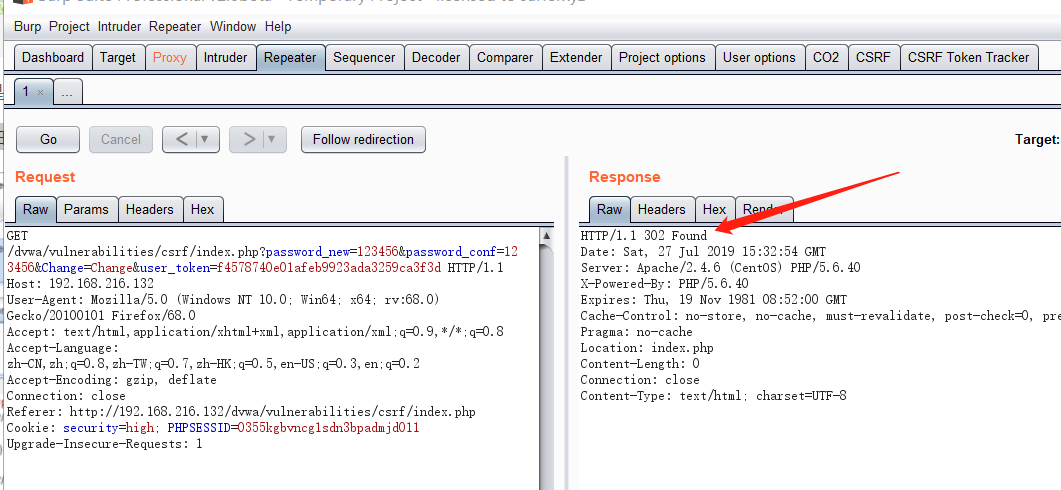 Burp Project Intruder Repeater Window Help
Dashboard Target Proxy Intruder Repeater Sequencer Decoder Comparer Extender Project options User options CO2 CSRF CSRF Token Tracker
1 × ...
Go Cancel < > Follow redirection Target:
Request
Raw Params Headers Hex
GET
/dvwa/vulnerabilities/csrf/index.php?password_new=123456&password_conf=12
3456&Change=Change&user_token=f4578740e01afeb9923ada3259ca3f3d HTTP/1.1
Host: 192.168.216.132
User-Agent: Mozilla/5.0 (Windows NT 10.0; Win64; x64; rv:68.0)
Gecko/20100101 Firefox/68.0
Accept: text/html,application/xhtml+xml,application/xml;q=0.9,*/*;q=0.8
Accept-Language:
zh-CN,zh;q=0.8,zh-TW;q=0.7,zh-HK;q=0.5,en-US;q=0.3,en;q=0.2
Accept-Encoding: gzip, deflate
Connection: close
Referer: http://192.168.216.132/dvwa/vulnerabilities/csrf/index.php
Cookie: security=high; PHPSESSID=0355kgbvncglsdn3bpadmjd011
Upgrade-Insecure-Requests: 1
Response
Raw Headers Hex Render
HTTP/1.1 302 Found
Date: Sat, 27 Jul 2019 15:32:54 GMT
Server: Apache/2.4.6 (CentOS) PHP/5.6.40
X-Powered-By: PHP/5.6.40
Expires: Thu, 19 Nov 1981 08:52:00 GMT
Cache-Control: no-store, no-cache, must-revalidate, post-check=0, pre
Pragma: no-cache
Location: index.php
Content-Length: 0
Connection: close
Content-Type: text/html; charset=UTF-8